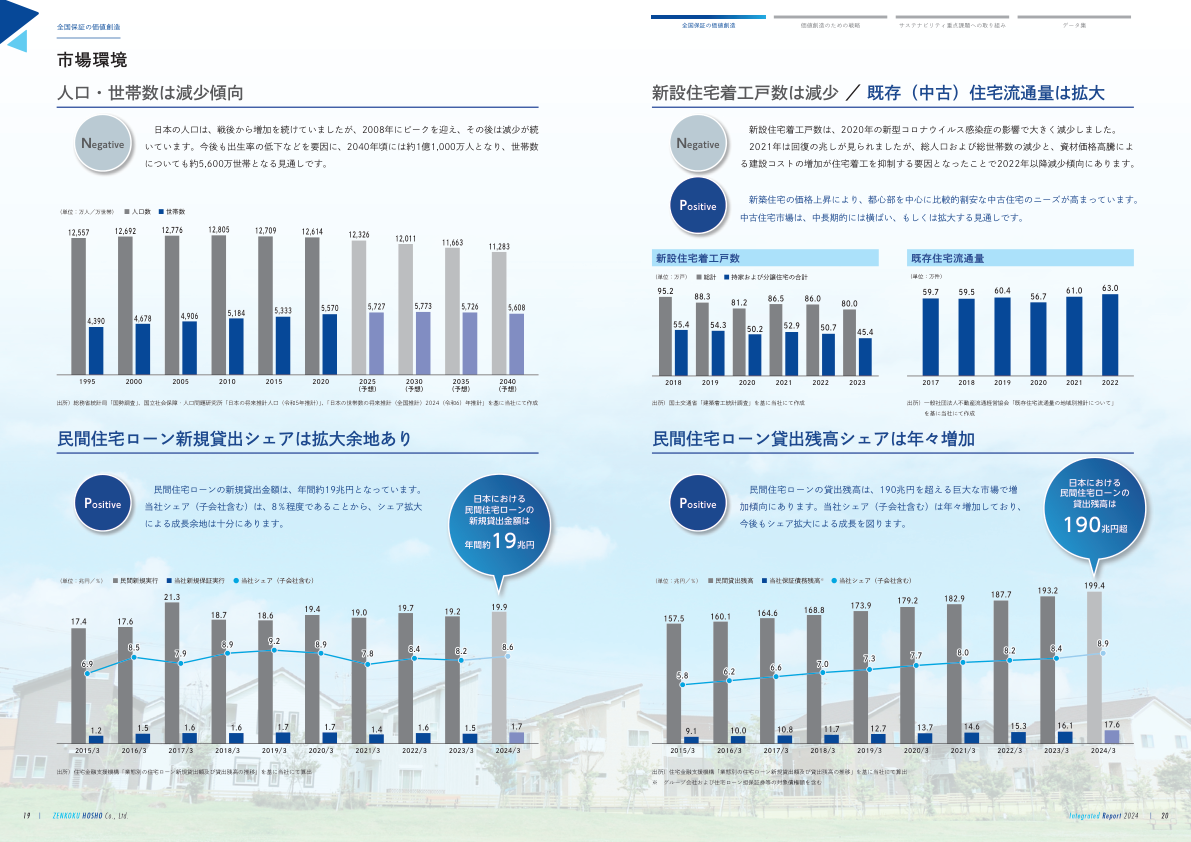 全国保証の価値創造
全国保証の価値創造
価値創造のための戦略
サステナビリティ重点課題への取り組み
データ集
市場環境
人口・世帯数は減少傾向
Negative
日本の人口は、戦後から増加を続けていましたが、2008年にピークを迎え、その後は減少が続
いています。今後も出生率の低下などを要因に、2040年頃には約1億1,000万人となり、世帯数
についても約5,600万世帯となる見通しです。
（単位：万人／万世帯） 人口数 世帯数
12,557 12,692 12,776 12,805 12,709 12,614 12,326 12,011 11,663 11,283
4,390 4,678 4,906 5,184 5,333 5,570 5,727 5,773 5,726 5,608
1995 2000 2005 2010 2015 2020 2025 2030 2035 2040
（予想） （予想） （予想） （予想）
出所）総務省統計局「国勢調査」、国立社会保障・人口問題研究所「日本の将来推計人口（令和5年推計）」、「日本の世帯数の将来推計（全国推計）2024（令和6）年推計」を基に当社にて作成
新設住宅着工戸数は減少 ／ 既存（中古）住宅流通量は拡大
Negative
新設住宅着工戸数は、2020年の新型コロナウイルス感染症の影響で大きく減少しました。
2021年は回復の兆しが見られましたが、総人口および総世帯数の減少と、資材価格高騰によ
る建設コストの増加が住宅着工を抑制する要因となったことで2022年以降減少傾向にあります。
Positive
新築住宅の価格上昇により、都心部を中心に比較的割安な中古住宅のニーズが高まっています。
中古住宅市場は、中長期的には横ばい、もしくは拡大する見通しです。
新設住宅着工戸数
（単位：万戸） 総計 持家および分譲住宅の合計
95.2 88.3 81.2 86.5 86.0 80.0
55.4 54.3 50.2 52.9 50.7 45.4
2018 2019 2020 2021 2022 2023
出所）国土交通省「建築着工統計調査」を基に当社にて作成
既存住宅流通量
（単位：万件）
59.7 59.5 60.4 56.7 61.0 63.0
2017 2018 2019 2020 2021 2022
出所）一般社団法人不動産流通経営協会「既存住宅流通量の地域別推計について」
を基に当社にて作成
民間住宅ローン新規貸出シェアは拡大余地あり
Positive
民間住宅ローンの新規貸出金額は、年間約19兆円となっています。
当社シェア（子会社含む）は、8％程度であることから、シェア拡大
による成長余地は十分にあります。
日本における
民間住宅ローンの
新規貸出金額は
年間約19兆円
（単位：兆円／％） 民間新規実行 当社新規保証実行 当社シェア（子会社含む）
17.4 17.6 21.3 18.7 18.6 19.4 19.0 19.7 19.2 19.9
6.9 8.5 7.9 8.9 9.2 8.9 7.8 8.4 8.2 8.6
1.2 1.5 1.6 1.6 1.7 1.7 1.4 1.6 1.5 1.7
2015/3 2016/3 2017/3 2018/3 2019/3 2020/3 2021/3 2022/3 2023/3 2024/3
出所）住宅金融支援機構「業態別の住宅ローン新規貸出額及び貸出残高の推移」を基に当社にて算出
民間住宅ローン貸出残高シェアは年々増加
Positive
民間住宅ローンの貸出残高は、190兆円を超える巨大な市場で増
加傾向にあります。当社シェア（子会社含む）は年々増加しており、
今後もシェア拡大による成長を図ります。
日本における
民間住宅ローンの
貸出残高は
190兆円超
（単位：兆円／％） 民間貸出残高 当社保証債務残高※ 当社シェア（子会社含む）
157.5 160.1 164.6 168.8 173.9 179.2 182.9 187.7 193.2 199.4
5.8 6.2 6.6 7.0 7.3 7.7 8.0 8.2 8.4 8.9
9.1 10.0 10.8 11.7 12.7 13.7 14.6 15.3 16.1 17.6
2015/3 2016/3 2017/3 2018/3 2019/3 2020/3 2021/3 2022/3 2023/3 2024/3
出所）住宅金融支援機構「業態別の住宅ローン新規貸出額及び貸出残高の推移」を基に当社にて算出
※ グループ会社および住宅ローン担保証券等の対象債権額を含む
19 | ZENKOKU HOSHO Co., Ltd.
Integrated Report 2024 | 20